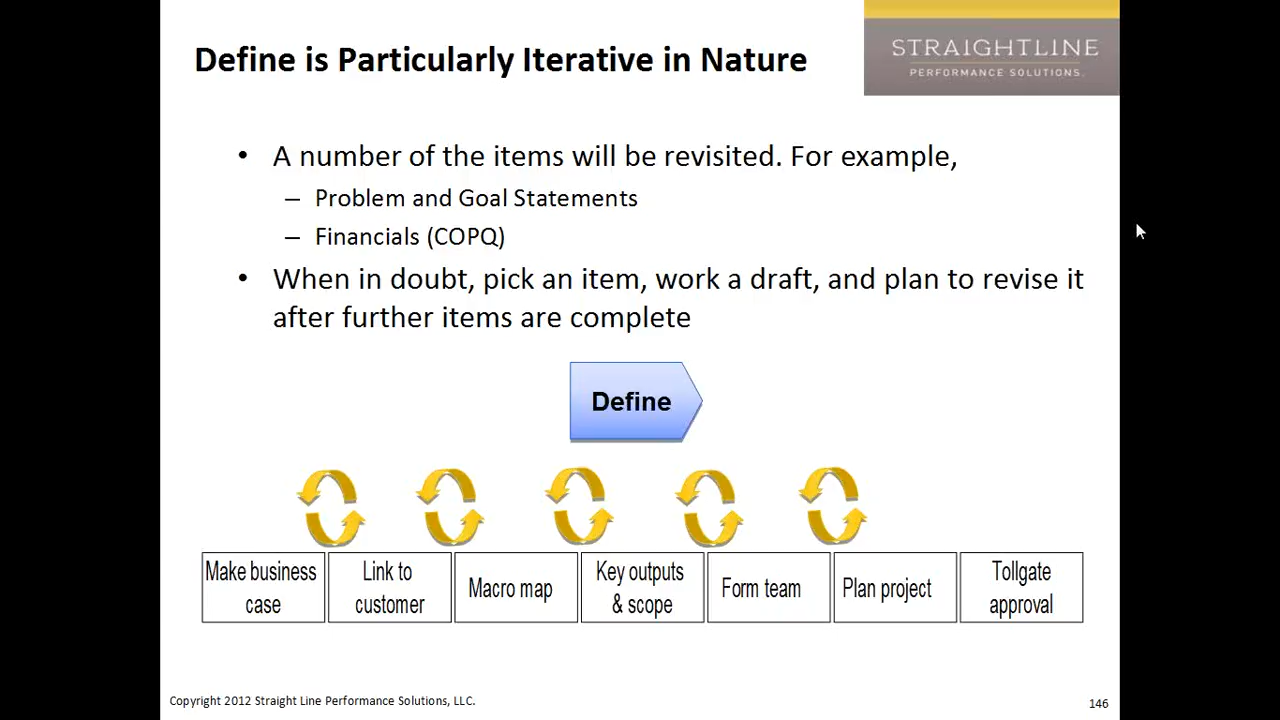 Define is Particularly Iterative in Nature
STRAIGHTLINE
PERFORMANCE SOLUTIONS.
• A number of the items will be revisited. For example,
– Problem and Goal Statements
– Financials (COPQ)
• When in doubt, pick an item, work a draft, and plan to revise it
after further items are complete
Define
Make business
case
Link to
customer
Macro map
Key outputs
& scope
Form team
Plan project
Tollgate
approval
Copyright 2012 Straight Line Performance Solutions, LLC.
146